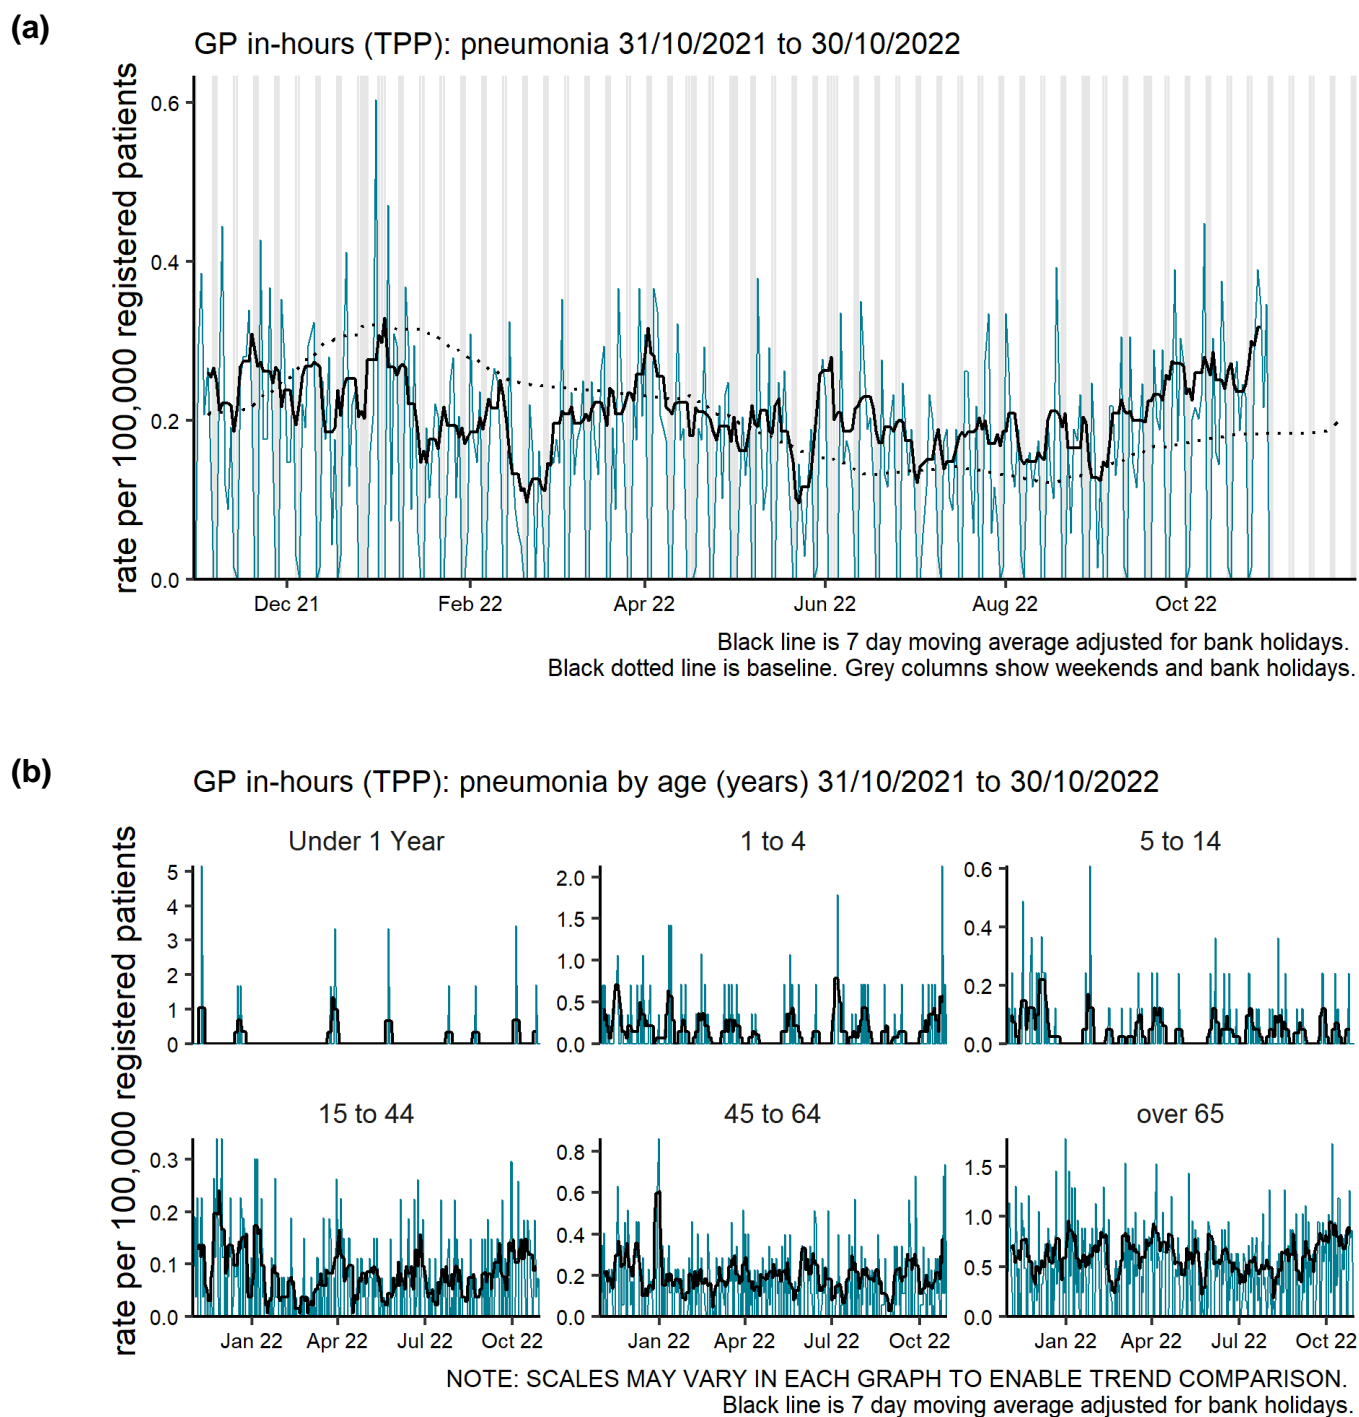 (a)
GP in-hours (TPP): pneumonia 31/10/2021 to 30/10/2022
rate per 100,000 registered patients
0.6
0.4
0.2
0.0
Dec 21 Feb 22 Apr 22 Jun 22 Aug 22 Oct 22
Black line is 7 day moving average adjusted for bank holidays.
Black dotted line is baseline. Grey columns show weekends and bank holidays.
(b)
GP in-hours (TPP): pneumonia by age (years) 31/10/2021 to 30/10/2022
rate per 100,000 registered patients
Under 1 Year
5
4
3
2
1
0
1 to 4
2.0
1.5
1.0
0.5
0.0
5 to 14
0.6
0.4
0.2
0.0
15 to 44
0.3
0.2
0.1
0.0
Jan 22 Apr 22 Jul 22 Oct 22
45 to 64
0.8
0.6
0.4
0.2
0.0
Jan 22 Apr 22 Jul 22 Oct 22
over 65
1.5
1.0
0.5
0.0
Jan 22 Apr 22 Jul 22 Oct 22
NOTE: SCALES MAY VARY IN EACH GRAPH TO ENABLE TREND COMPARISON.
Black line is 7 day moving average adjusted for bank holidays.